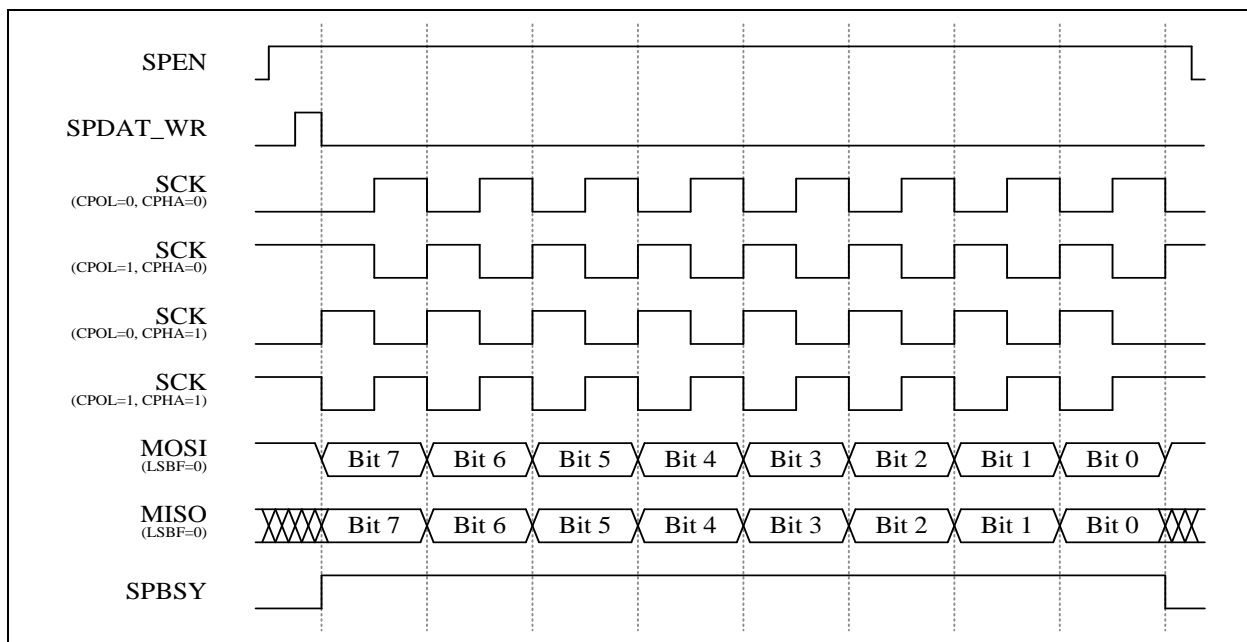 SPEN
SPDAT_WR
SCK
(CPOL=0, CPHA=0)
SCK
(CPOL=1, CPHA=0)
SCK
(CPOL=0, CPHA=1)
SCK
(CPOL=1, CPHA=1)
MOSI Bit 7 Bit 6 Bit 5 Bit 4 Bit 3 Bit 2 Bit 1 Bit 0
(LSBF=0)
MISO Bit 7 Bit 6 Bit 5 Bit 4 Bit 3 Bit 2 Bit 1 Bit 0
(LSBF=0)
SPBSY